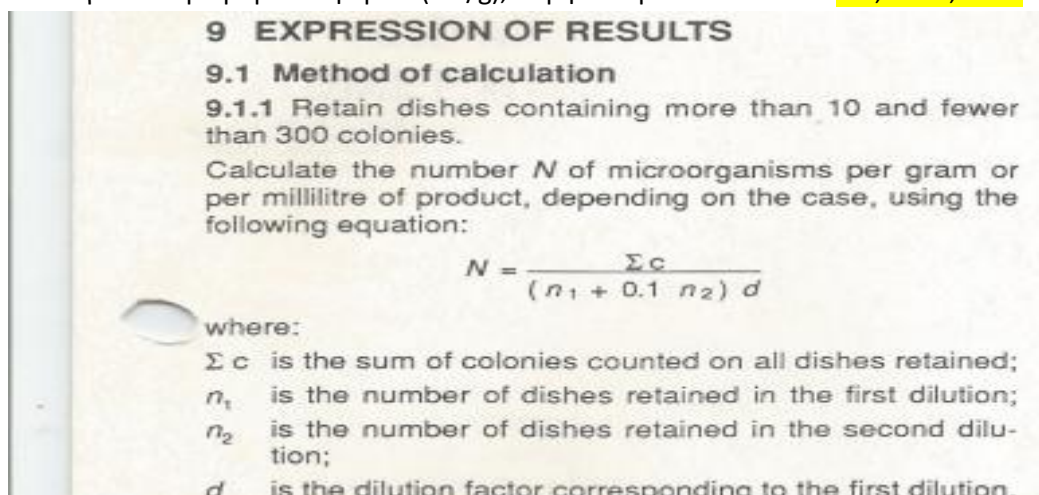 9 EXPRESSION OF RESULTS
9.1 Method of calculation
9.1.1 Retain dishes containing more than 10 and fewer
than 300 colonies.
Calculate the number N of microorganisms per gram or
per millilitre of product, depending on the case, using the
following equation:
N = Σ c / ( n₁ + 0.1 n₂ ) d
where:
Σ c is the sum of colonies counted on all dishes retained;
n₁ is the number of dishes retained in the first dilution;
n₂ is the number of dishes retained in the second dilu-
tion;
d is the dilution factor corresponding to the first dilution.